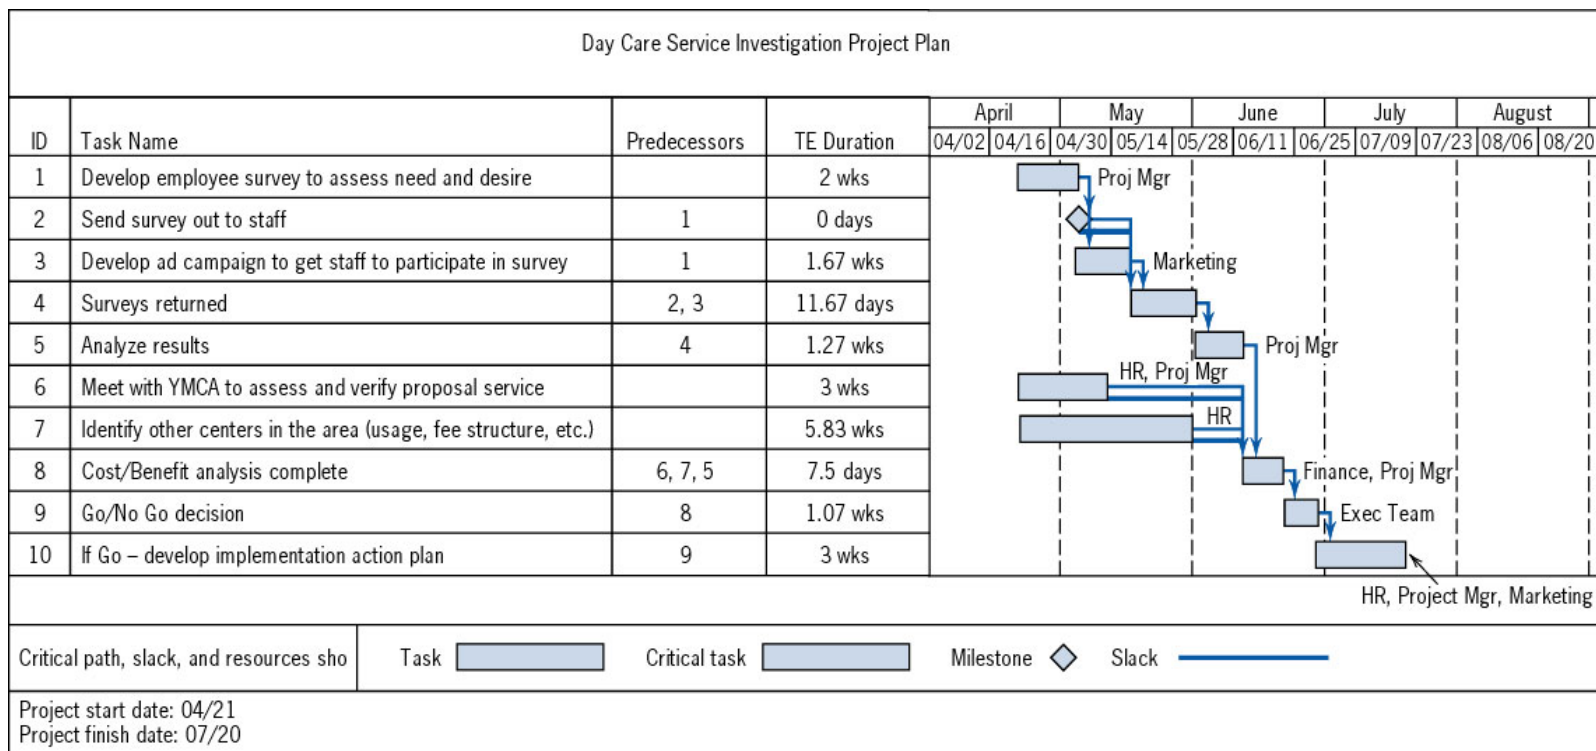 Day Care Service Investigation Project Plan
April May June July August
ID Task Name Predecessors TE Duration 04/02 04/16 04/30 05/14 05/28 06/11 06/25 07/09 07/23 08/06 08/20
1 Develop employee survey to assess need and desire 2 wks Proj Mgr
2 Send survey out to staff 1 0 days
3 Develop ad campaign to get staff to participate in survey 1 1.67 wks Marketing
4 Surveys returned 2, 3 11.67 days
5 Analyze results 4 1.27 wks Proj Mgr
6 Meet with YMCA to assess and verify proposal service 3 wks HR, Proj Mgr
7 Identify other centers in the area (usage, fee structure, etc.) 5.83 wks HR
8 Cost/Benefit analysis complete 6, 7, 5 7.5 days Finance, Proj Mgr
9 Go/No Go decision 8 1.07 wks Exec Team
10 If Go – develop implementation action plan 9 3 wks
HR, Project Mgr, Marketing
Critical path, slack, and resources sho Task Critical task Milestone Slack
Project start date: 04/21
Project finish date: 07/20